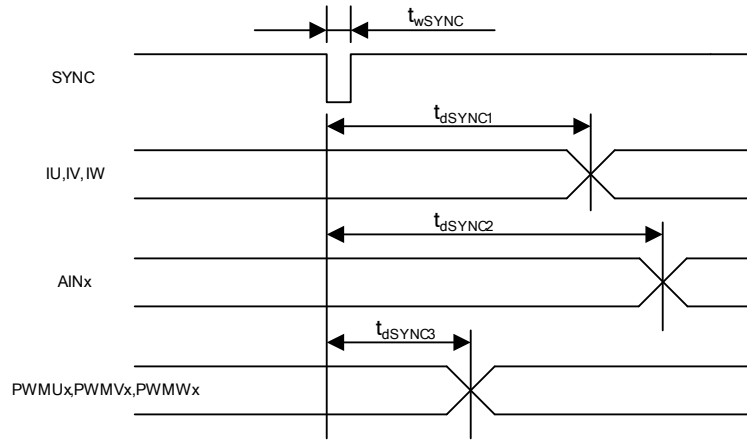 twSYNC
SYNC
tdSYNC1
IU,IV,IW
tdSYNC2
AINx
tdSYNC3
PWMUx,PWMVx,PWMWx